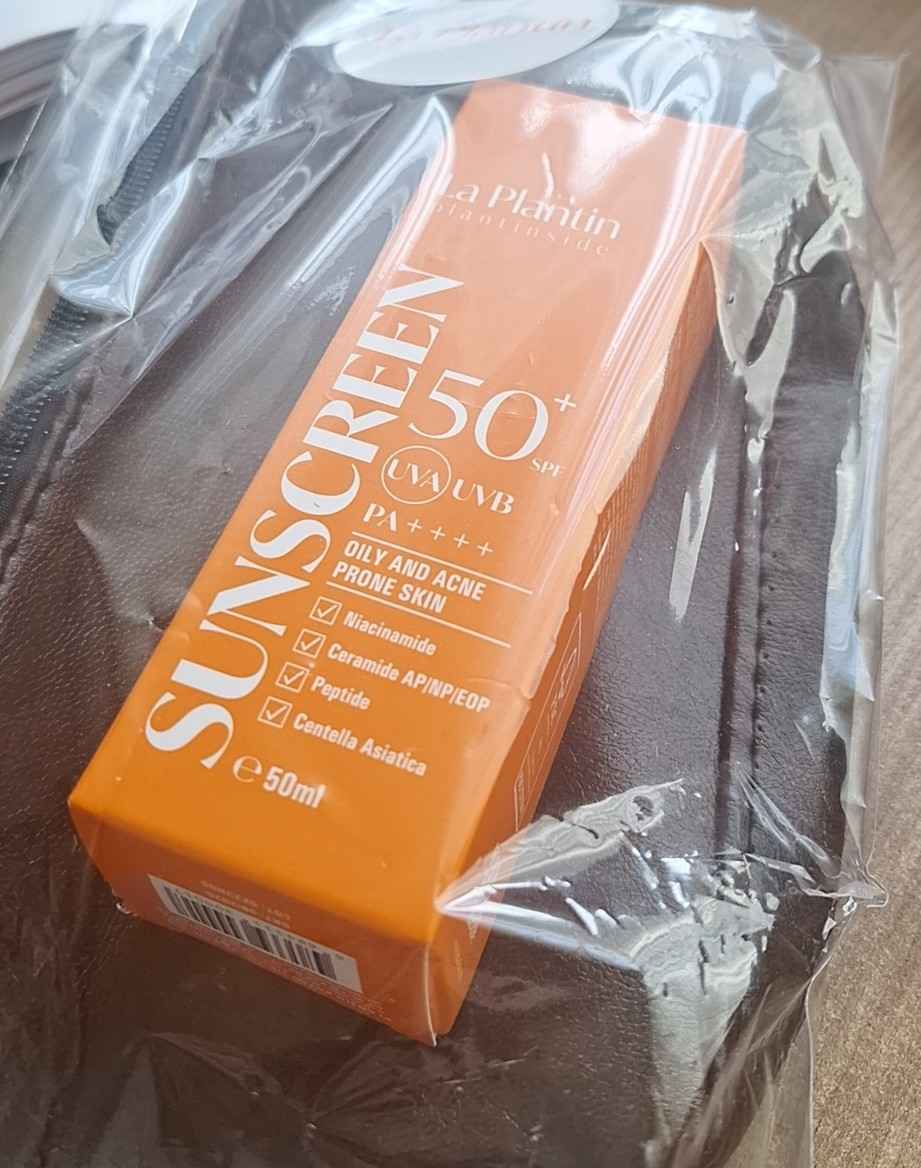 La Plantin
plantinside
SUNSCREEN
50+
SPF
UVA UVB
PA++++
OILY AND ACNE
PRONE SKIN
Niacinamide
Ceramide AP/NP/EOP
Peptide
Centella Asiatica
℮ 50ml